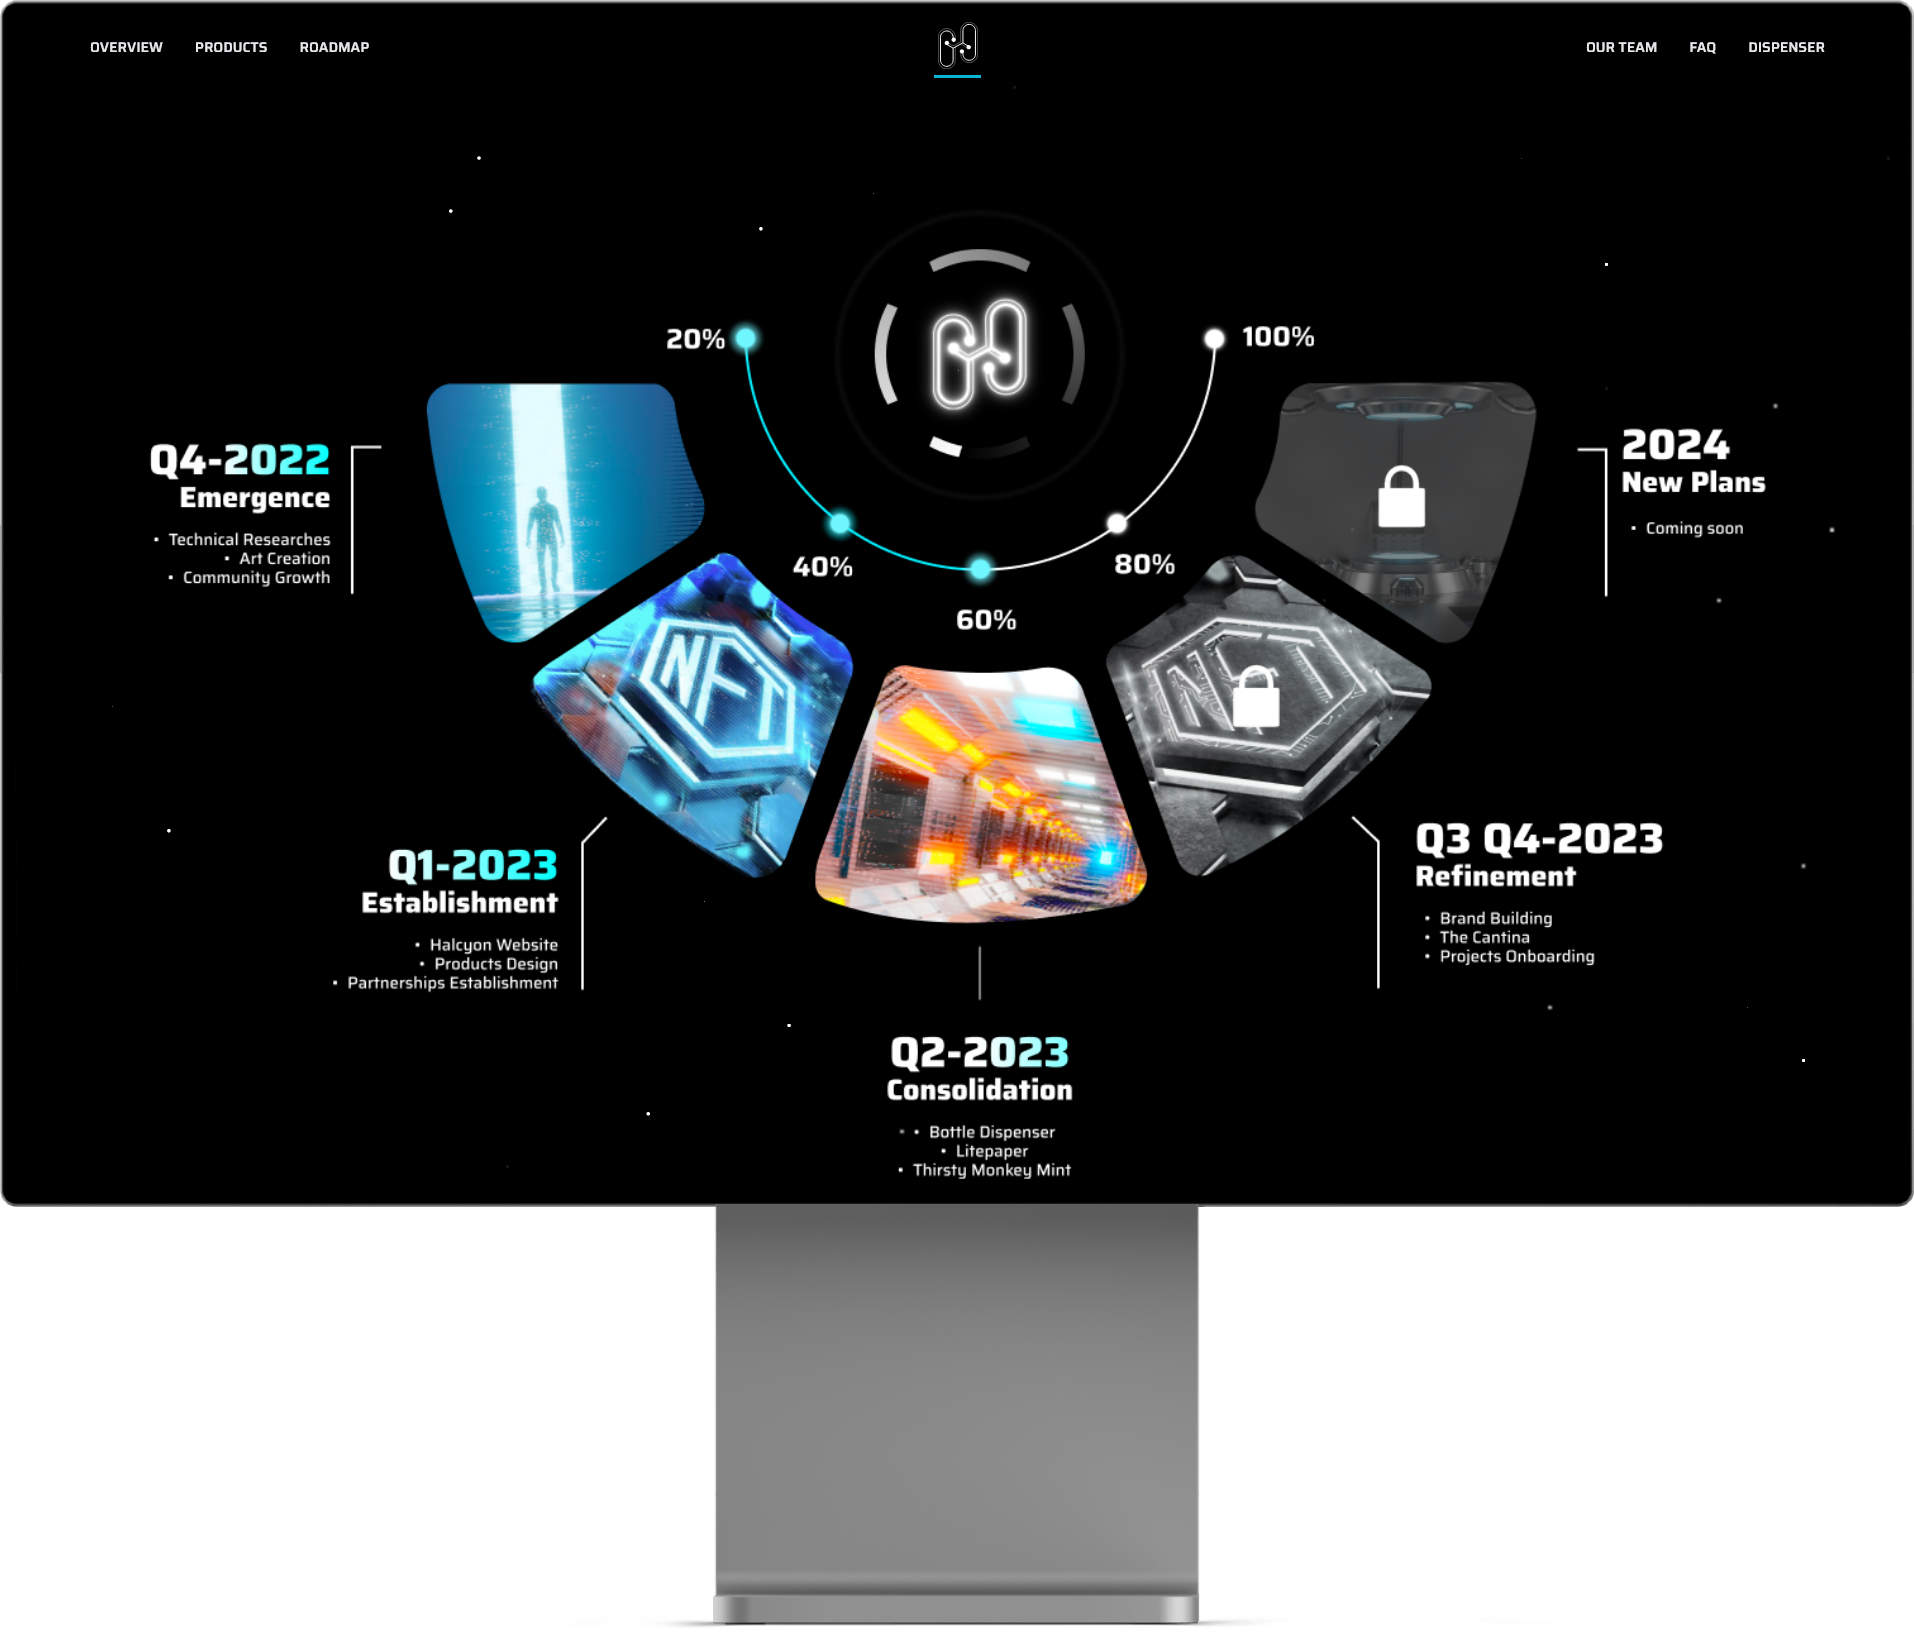 OVERVIEW PRODUCTS ROADMAP OUR TEAM FAQ DISPENSER
20%
40%
60%
80%
100%
Q4-2022
Emergence
• Technical Researches
• Art Creation
• Community Growth
NFT
Q1-2023
Establishment
• Halcyon Website
• Products Design
• Partnerships Establishment
Q2-2023
Consolidation
• Bottle Dispenser
• Litepaper
• Thirsty Monkey Mint
NFT
Q3 Q4-2023
Refinement
• Brand Building
• The Cantina
• Projects Onboarding
2024
New Plans
• Coming soon